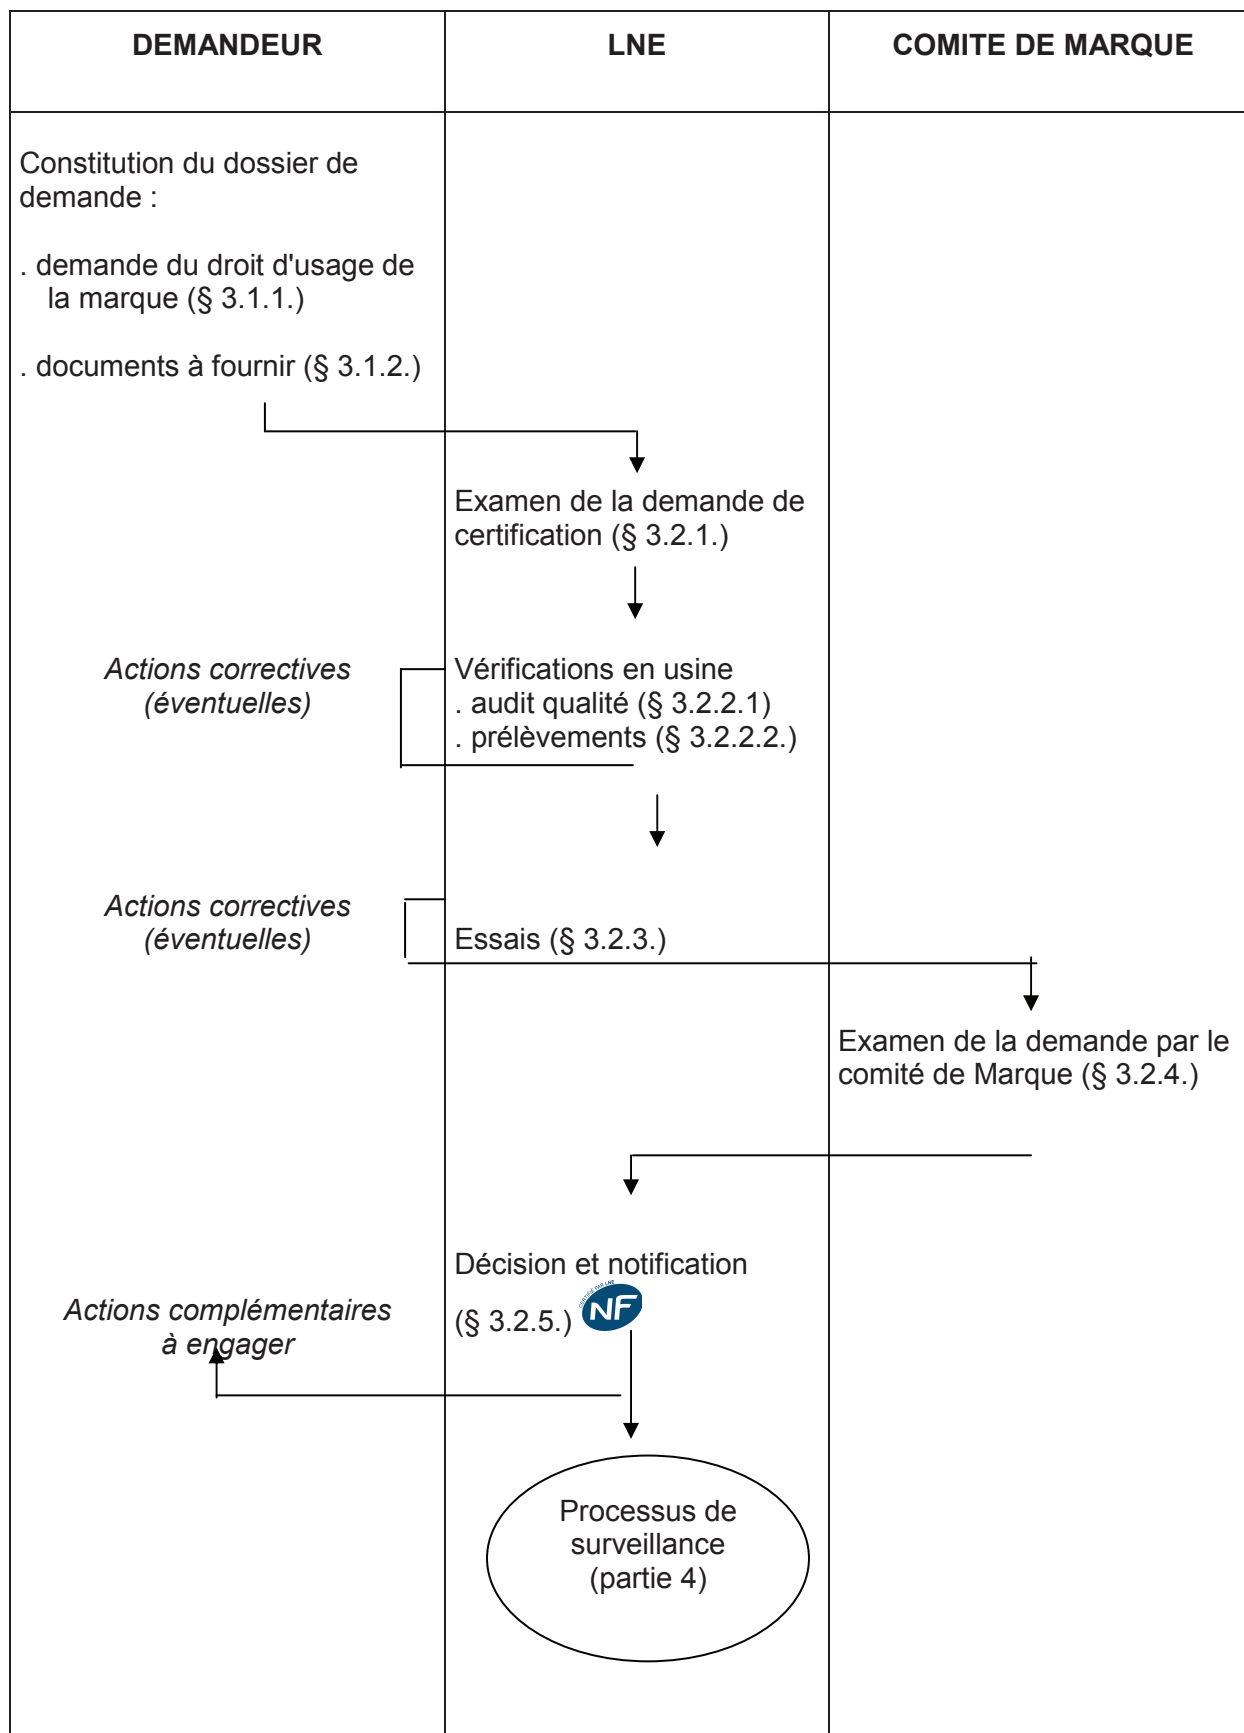 DEMANDEUR
LNE
COMITE DE MARQUE
Constitution du dossier de
demande :
. demande du droit d'usage de
la marque (§ 3.1.1.)
. documents à fournir (§ 3.1.2.)
Examen de la demande de
certification (§ 3.2.1.)
Actions correctives
(éventuelles)
Vérifications en usine
. audit qualité (§ 3.2.2.1)
. prélèvements (§ 3.2.2.2.)
Actions correctives
(éventuelles)
Essais (§ 3.2.3.)
Examen de la demande par le
comité de Marque (§ 3.2.4.)
Décision et notification
(§ 3.2.5.)
CERTIFIÉ PAR LNE
NF
Actions complémentaires
à engager
Processus de
surveillance
(partie 4)